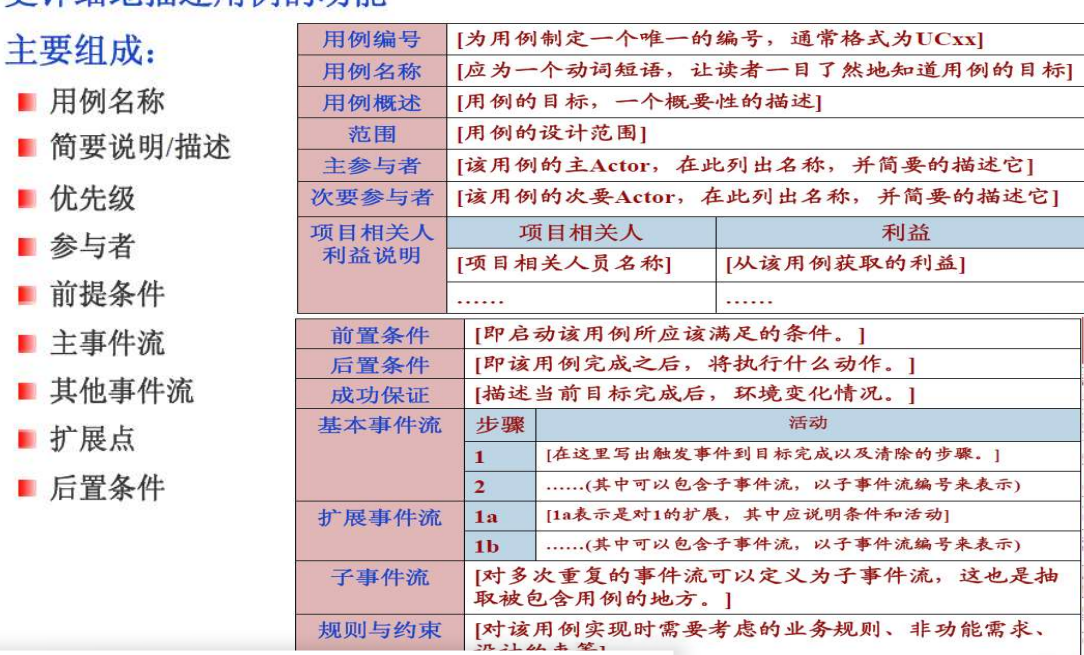 更详细地描述用例的功能
主要组成：
用例名称
简要说明/描述
优先级
参与者
前提条件
主事件流
其他事件流
扩展点
后置条件
用例编号 [为用例制定一个唯一的编号，通常格式为UCxx]
用例名称 [应为一个动词短语，让读者一目了然地知道用例的目标]
用例概述 [用例的目标，一个概要性的描述]
范围 [用例的设计范围]
主参与者 [该用例的主Actor，在此列出名称，并简要的描述它]
次要参与者 [该用例的次要Actor，在此列出名称，并简要的描述它]
项目相关人 项目相关人 利益
利益说明
[项目相关人员名称] [从该用例获取的利益]
…… ……
前置条件 [即启动该用例所应该满足的条件。]
后置条件 [即该用例完成之后，将执行什么动作。]
成功保证 [描述当前目标完成后，环境变化情况。]
基本事件流 步骤 活动
1 [在这里写出触发事件到目标完成以及清除的步骤。]
2 ……(其中可以包含子事件流，以子事件流编号来表示)
扩展事件流 1a [1a表示是对1的扩展，其中应说明条件和活动]
1b ……(其中可以包含子事件流，以子事件流编号来表示)
子事件流 [对多次重复的事件流可以定义为子事件流，这也是抽
取被包含用例的地方。]
规则与约束 [对该用例实现时需要考虑的业务规则、非功能需求、
设计约束等]